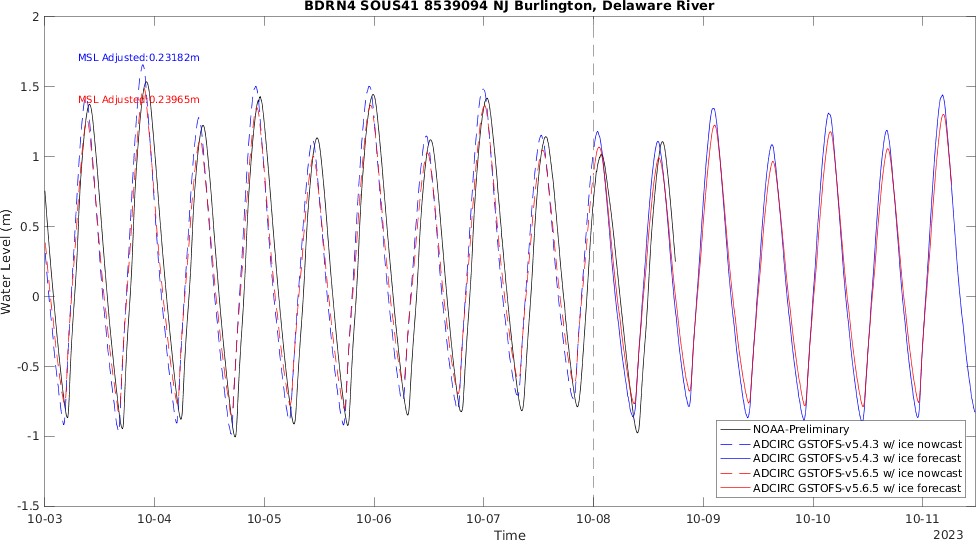 BDRN4 SOUS41 8539094 NJ Burlington, Delaware River
2
1.5
1
0.5
0
-0.5
-1
-1.5
Water Level (m)
MSL Adjusted:0.23182m
MSL Adjusted:0.23965m
NOAA-Preliminary
ADCIRC GSTOFS-v5.4.3 w/ ice nowcast
ADCIRC GSTOFS-v5.4.3 w/ ice forecast
ADCIRC GSTOFS-v5.6.5 w/ ice nowcast
ADCIRC GSTOFS-v5.6.5 w/ ice forecast
10-03 10-04 10-05 10-06 10-07 10-08 10-09 10-10 10-11
Time
2023